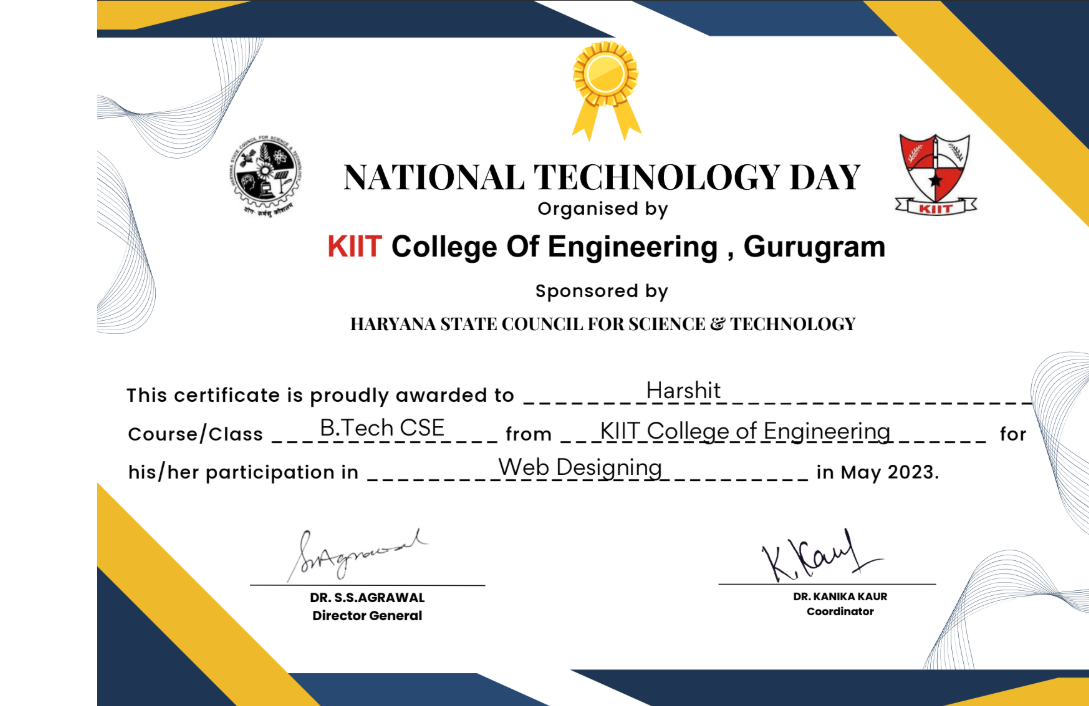 HARYANA STATE COUNCIL FOR SCIENCE & TECHNOLOGY
NATIONAL TECHNOLOGY DAY
KIIT
Organised by
KIIT College Of Engineering , Gurugram
Sponsored by
HARYANA STATE COUNCIL FOR SCIENCE & TECHNOLOGY
This certificate is proudly awarded to Harshit
Course/Class B.Tech CSE from KIIT College of Engineering for
his/her participation in Web Designing in May 2023.
SSAgrawal
K.Kaur
DR. S.S.AGRAWAL
DR. KANIKA KAUR
Director General
Coordinator